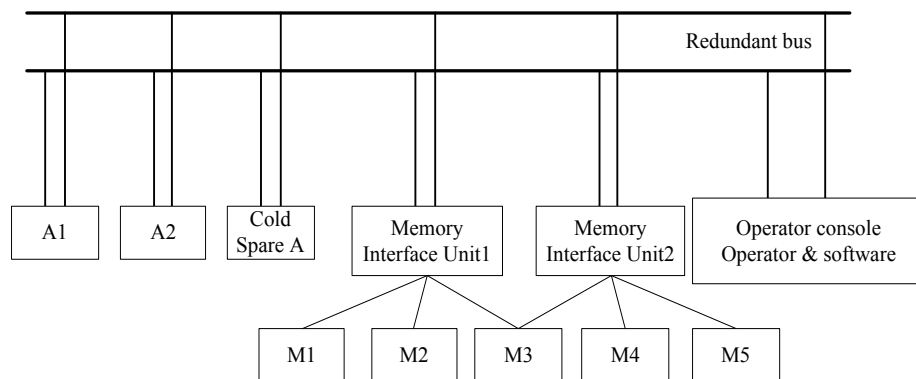 Redundant bus
A1
A2
Cold
Spare A
Memory
Interface Unit1
Memory
Interface Unit2
Operator console
Operator & software
M1
M2
M3
M4
M5